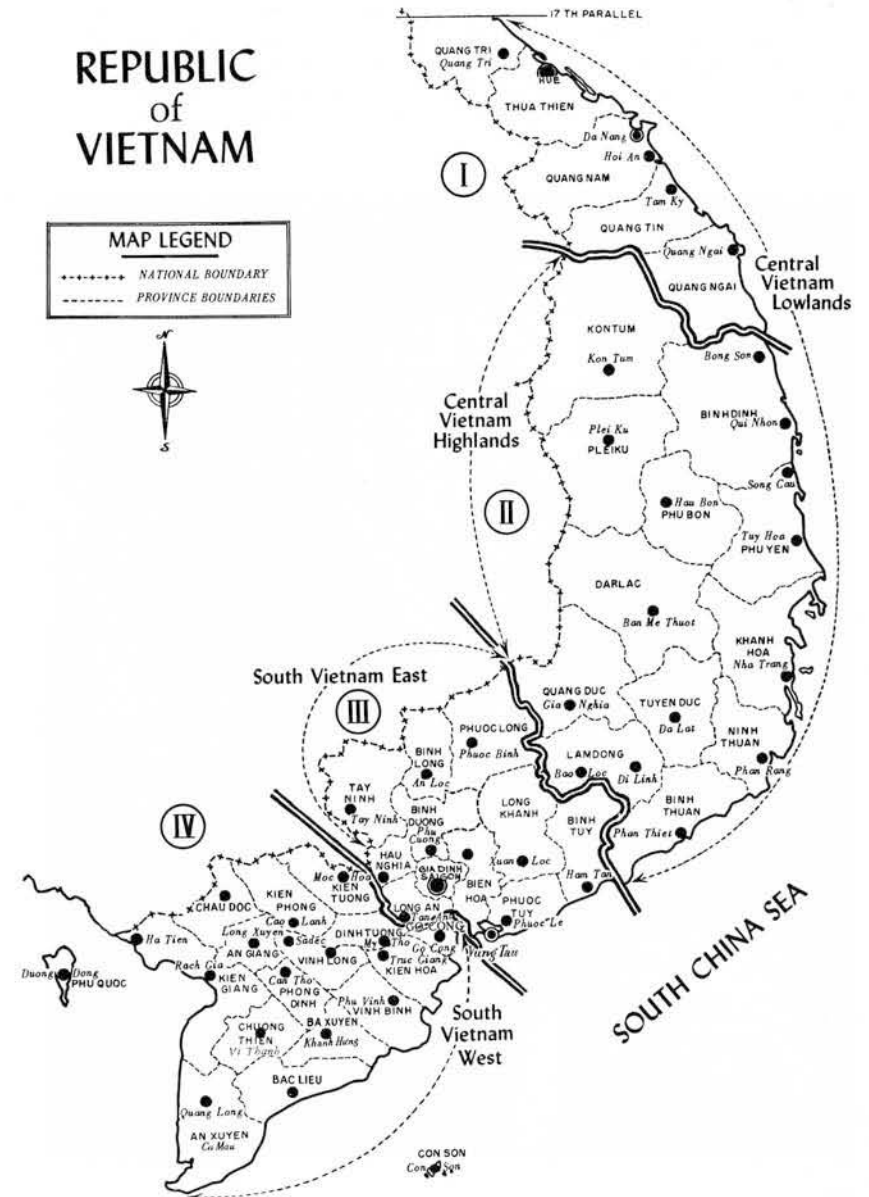 17 TH PARALLEL
REPUBLIC
of
VIETNAM
QUANG TRI
Quang Tri
HUE
THUA THIEN
Da Nang
Hoi An
I
QUANG NAM
Tam Ky
QUANG TIN
MAP LEGEND
NATIONAL BOUNDARY
PROVINCE BOUNDARIES
Quang Ngai
QUANG NGAI
Central
Vietnam
Lowlands
N
S
KONTUM
Kon Tum
Bong Son
Central
Vietnam
Highlands
BINHDINH
Qui Nhon
Plei Ku
PLEIKU
Song Cau
II
Hau Bon
PHU BON
Tuy Hoa
PHU YEN
DARLAC
Ban Me Thuot
KHANH
HOA
Nha Trang
South Vietnam East
III
QUANG DUC
Gia Nghia
TUYEN DUC
Da Lat
PHUOC LONG
Phuoc Binh
NINH
THUAN
Phan Rang
BINH
LONG
An Loc
LAMDONG
Bao Loc
Di Linh
TAY
NINH
Tay Ninh
LONG
KHANH
Xuan Loc
BINH
THUAN
Phan Thiet
IV
BINH
DUONG
Phu
Cuong
BINH
TUY
Ham Tan
HAU
NGHIA
GIA DINH
SAIGON
BIEN
HOA
Moc Hoa
KIEN
TUONG
PHUOC
TUY
Phuoc Le
CHAU DOC
KIEN
PHONG
Cao Lanh
LONG AN
Tan An
GO CONG
Go Cong
Vung Tau
SOUTH CHINA SEA
Ha Tien
Long Xuyen
AN GIANG
Sadec
DINH TUONG
My Tho
Truc Giang
KIEN HOA
VINH LONG
Duong Dong
PHU QUOC
Rach Gia
KIEN
GIANG
Can Tho
PHONG
DINH
Phu Vinh
VINH BINH
South
Vietnam
West
CHUONG
THIEN
Vi Thanh
BA XUYEN
Khanh Hung
BAC LIEU
Quang Long
AN XUYEN
Ca Mau
CON SON
Con Son